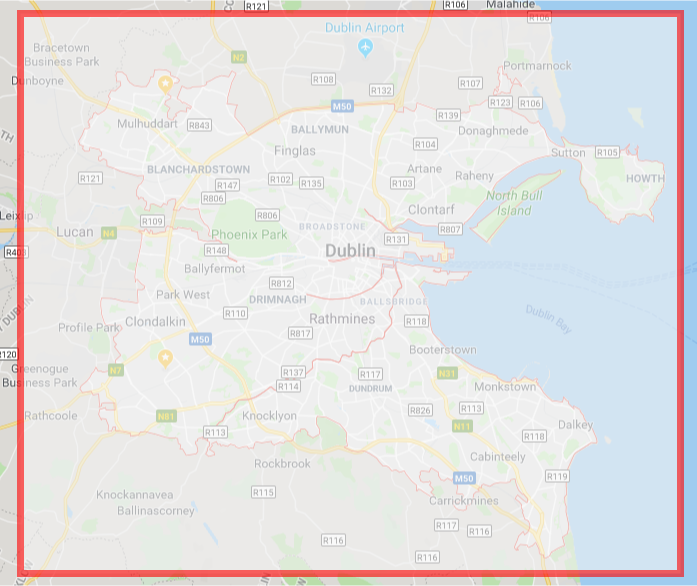 R121
R106
Malahide
R106
Dublin Airport
Bracetown
Business Park
N2
Portmarnock
Dunboyne
R108
R107
R132
M50
R123
R106
R139
Mulhuddart
R843
BALLYMUN
Donaghmede
Finglas
R104
Sutton
R105
BLANCHARDSTOWN
Artane
Raheny
HOWTH
R121
R147
R102
R135
R103
R806
North Bull
Island
Clontarf
Leixlip
R109
R806
BROADSTONE
R807
Lucan
N4
Phoenix Park
R131
R148
Dublin
Ballyfermot
R812
Park West
DRIMNAGH
BALLSBRIDGE
R110
Rathmines
R118
Dublin Bay
Profile Park
Clondalkin
R817
M50
R120
Booterstown
Greenogue
Business Park
N7
R137
R117
N31
R114
DUNDRUM
Monkstown
Rathcoole
N81
Knocklyon
R826
R113
R113
N11
R118
Dalkey
Rockbrook
Cabinteely
M50
R119
Knockannavea
R115
Carrickmines
Ballinascorney
R117
R116
R116
R116